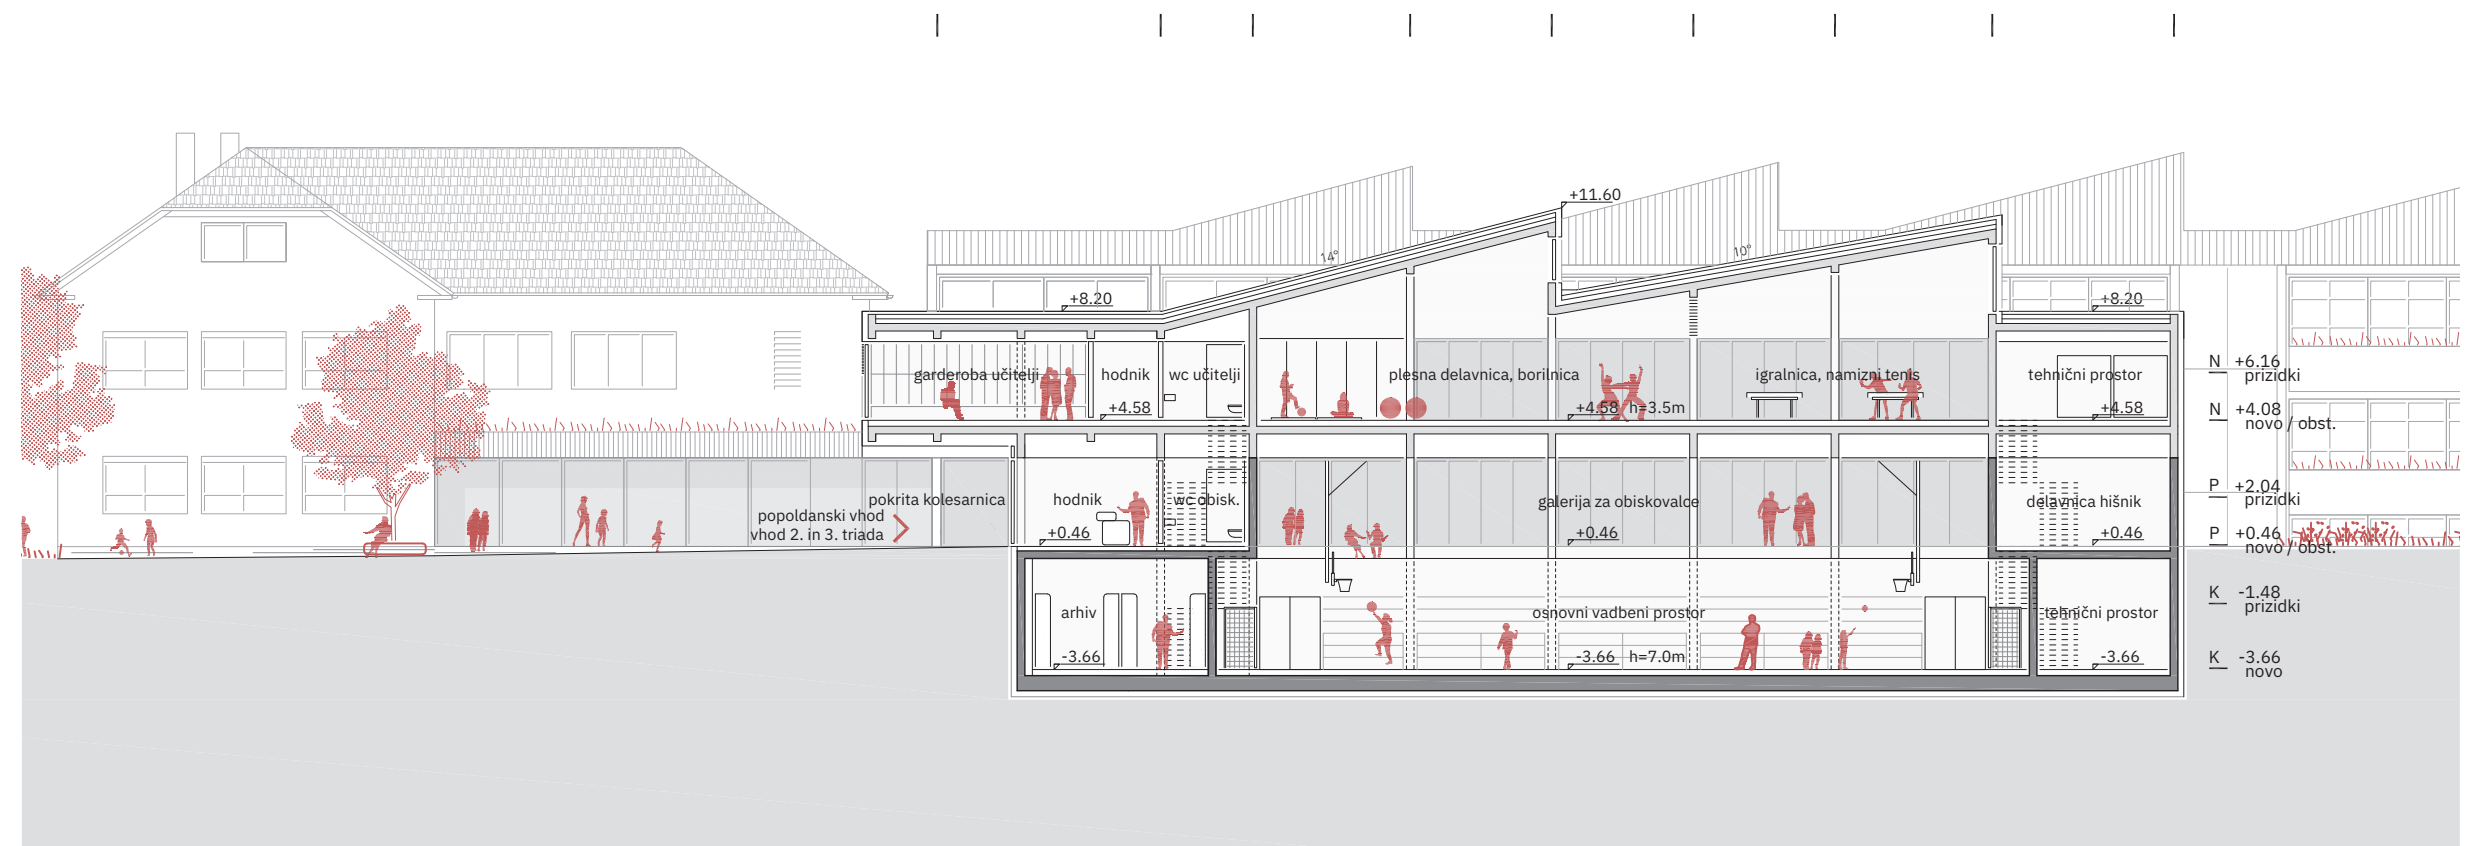 +11.60
14°
10°
+8.20
+8.20
garderoba učitelji
hodnik
wc učitelji
plesna delavnica, borilnica
igralnica, namizni tenis
tehnični prostor
+4.58
+4.58 h=3.5m
+4.58
N +6.16
prizidki
N +4.08
novo / obst.
pokrita kolesarnica
hodnik
wc obisk.
galerija za obiskovalce
delavnica hišnik
popoldanski vhod
vhod 2. in 3. triada
+0.46
+0.46
+0.46
P +2.04
prizidki
P +0.46
novo / obst.
arhiv
osnovni vadbeni prostor
tehnični prostor
-3.66
-3.66 h=7.0m
-3.66
K -1.48
prizidki
K -3.66
novo